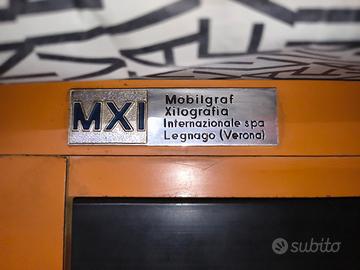 MXI
Mobilgraf
Xilografia
Internazionale spa
Legnago (Verona)
subito